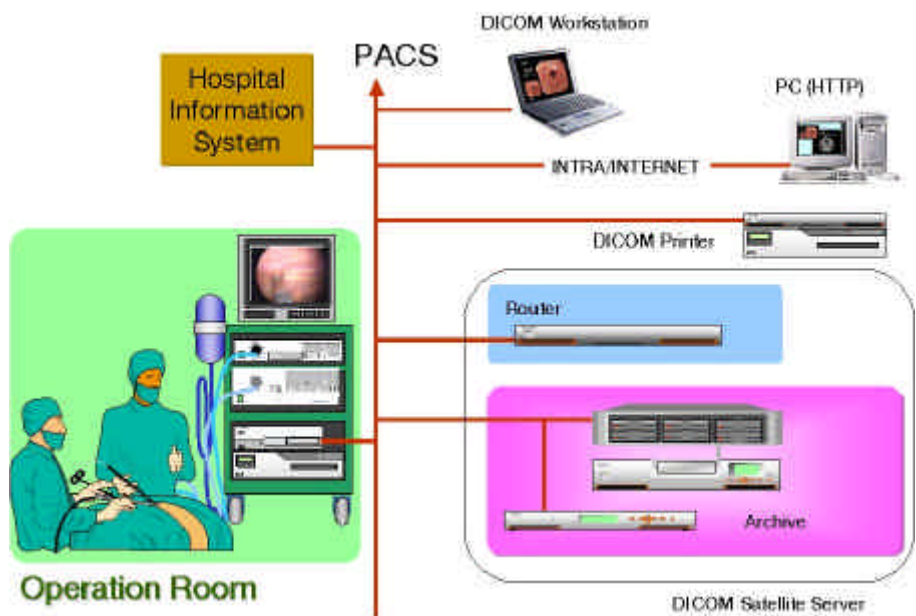 DICOM Workstation
PACS
Hospital
Information
System
PC (HTTP)
INTRA/INTERNET
DICOM Printer
Router
Archive
Operation Room
DICOM Satellite Server